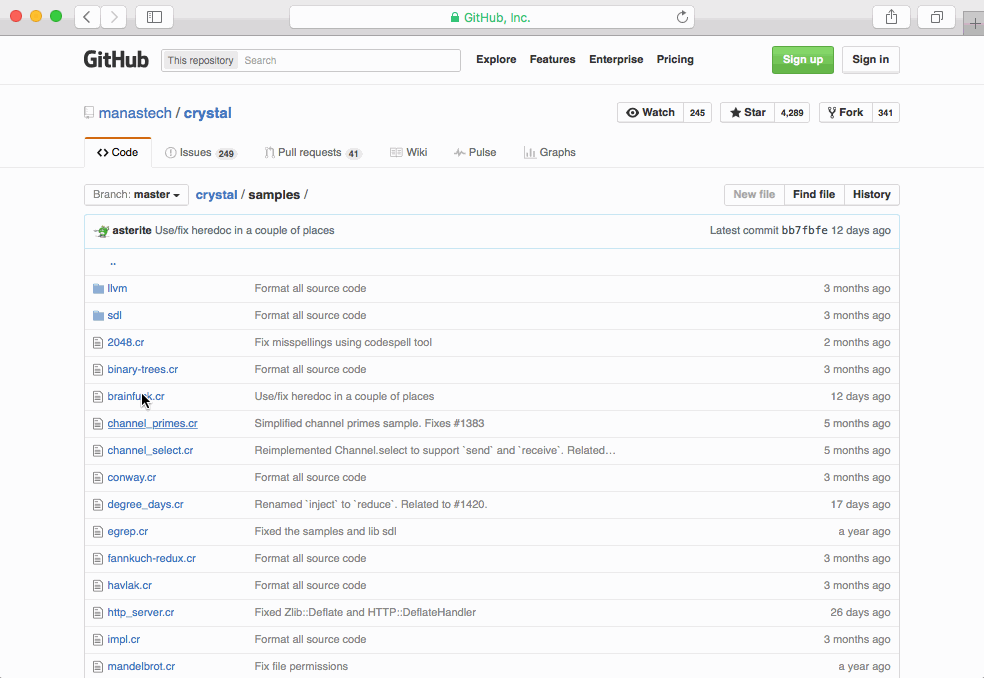 GitHub, Inc.
GitHub This repository Search Explore Features Enterprise Pricing Sign up Sign in
manastech / crystal Watch 245 Star 4,289 Fork 341
Code Issues 249 Pull requests 41 Wiki Pulse Graphs
Branch: master crystal / samples / New file Find file History
asterite Use/fix heredoc in a couple of places Latest commit bb7fbfe 12 days ago
..
llvm Format all source code 3 months ago
sdl Format all source code 3 months ago
2048.cr Fix misspellings using codespell tool 2 months ago
binary-trees.cr Format all source code 3 months ago
Use/fix heredoc in a couple of places 12 days ago
channel_primes.cr Simplified channel primes sample. Fixes #1383 5 months ago
channel_select.cr Reimplemented Channel.select to support `send` and `receive`. Related… 5 months ago
conway.cr Format all source code 3 months ago
degree_days.cr Renamed `inject` to `reduce`. Related to #1420. 17 days ago
egrep.cr Fixed the samples and lib sdl a year ago
fannkuch-redux.cr Format all source code 3 months ago
havlak.cr Format all source code 3 months ago
http_server.cr Fixed Zlib::Deflate and HTTP::DeflateHandler 26 days ago
impl.cr Format all source code 3 months ago
mandelbrot.cr Fix file permissions a year ago